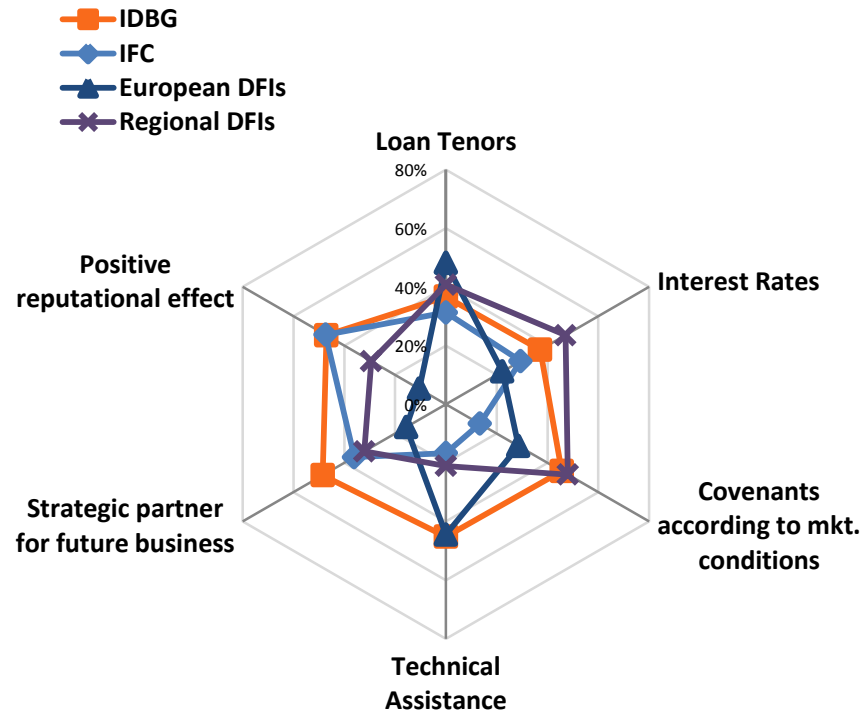 IDBG
IFC
European DFIs
Regional DFIs
Loan Tenors
80%
60%
40%
20%
0%
Positive
reputational effect
Interest Rates
Strategic partner
for future business
Covenants
according to mkt.
conditions
Technical
Assistance